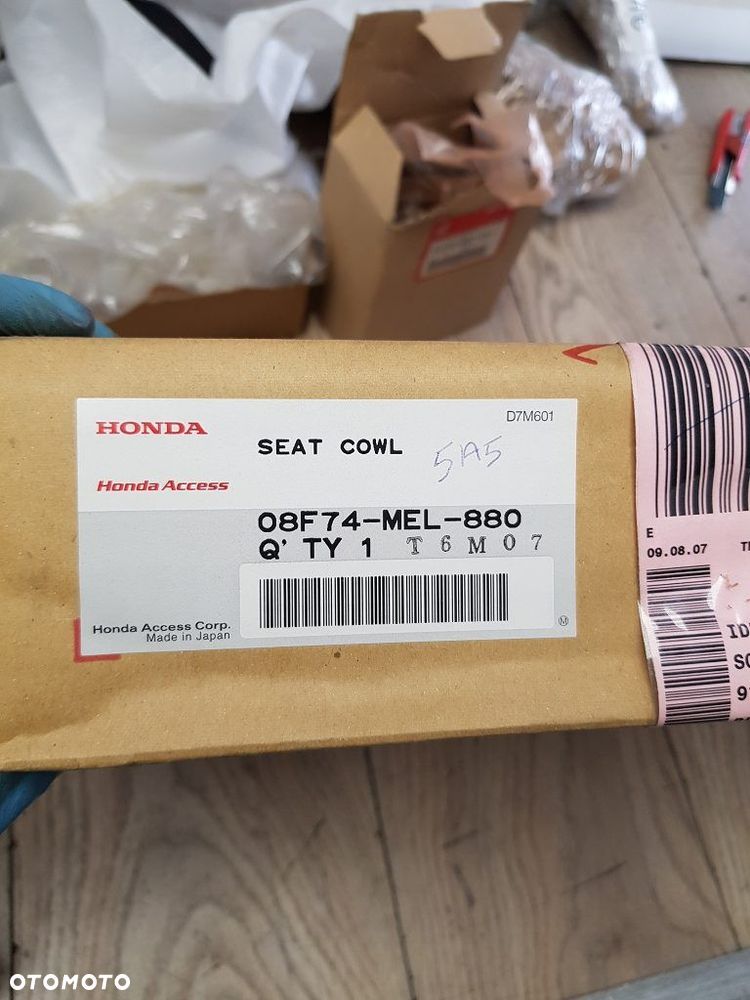 HONDA
D7M601
SEAT COWL
5A5
Honda Access
08F74-MEL-880
Q' TY 1 T6M07
Honda Access Corp.
Made in Japan
M
E
09.08.07
OTOMOTO